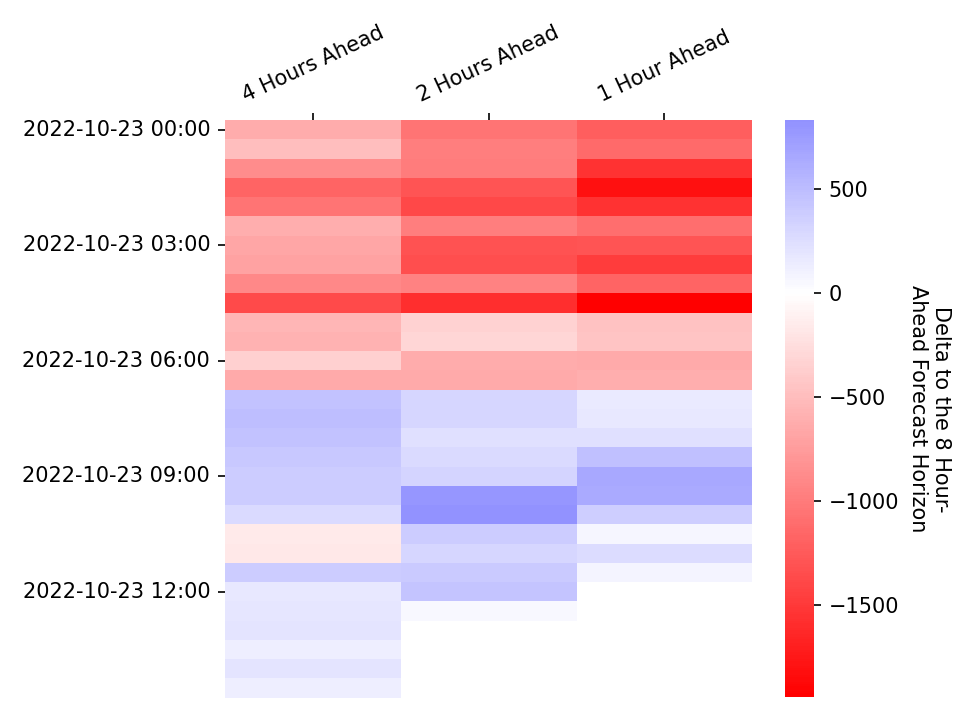 4 Hours Ahead
2 Hours Ahead
1 Hour Ahead
2022-10-23 00:00
2022-10-23 03:00
2022-10-23 06:00
2022-10-23 09:00
2022-10-23 12:00
500
0
−500
−1000
−1500
Delta to the 8 Hour-
Ahead Forecast Horizon